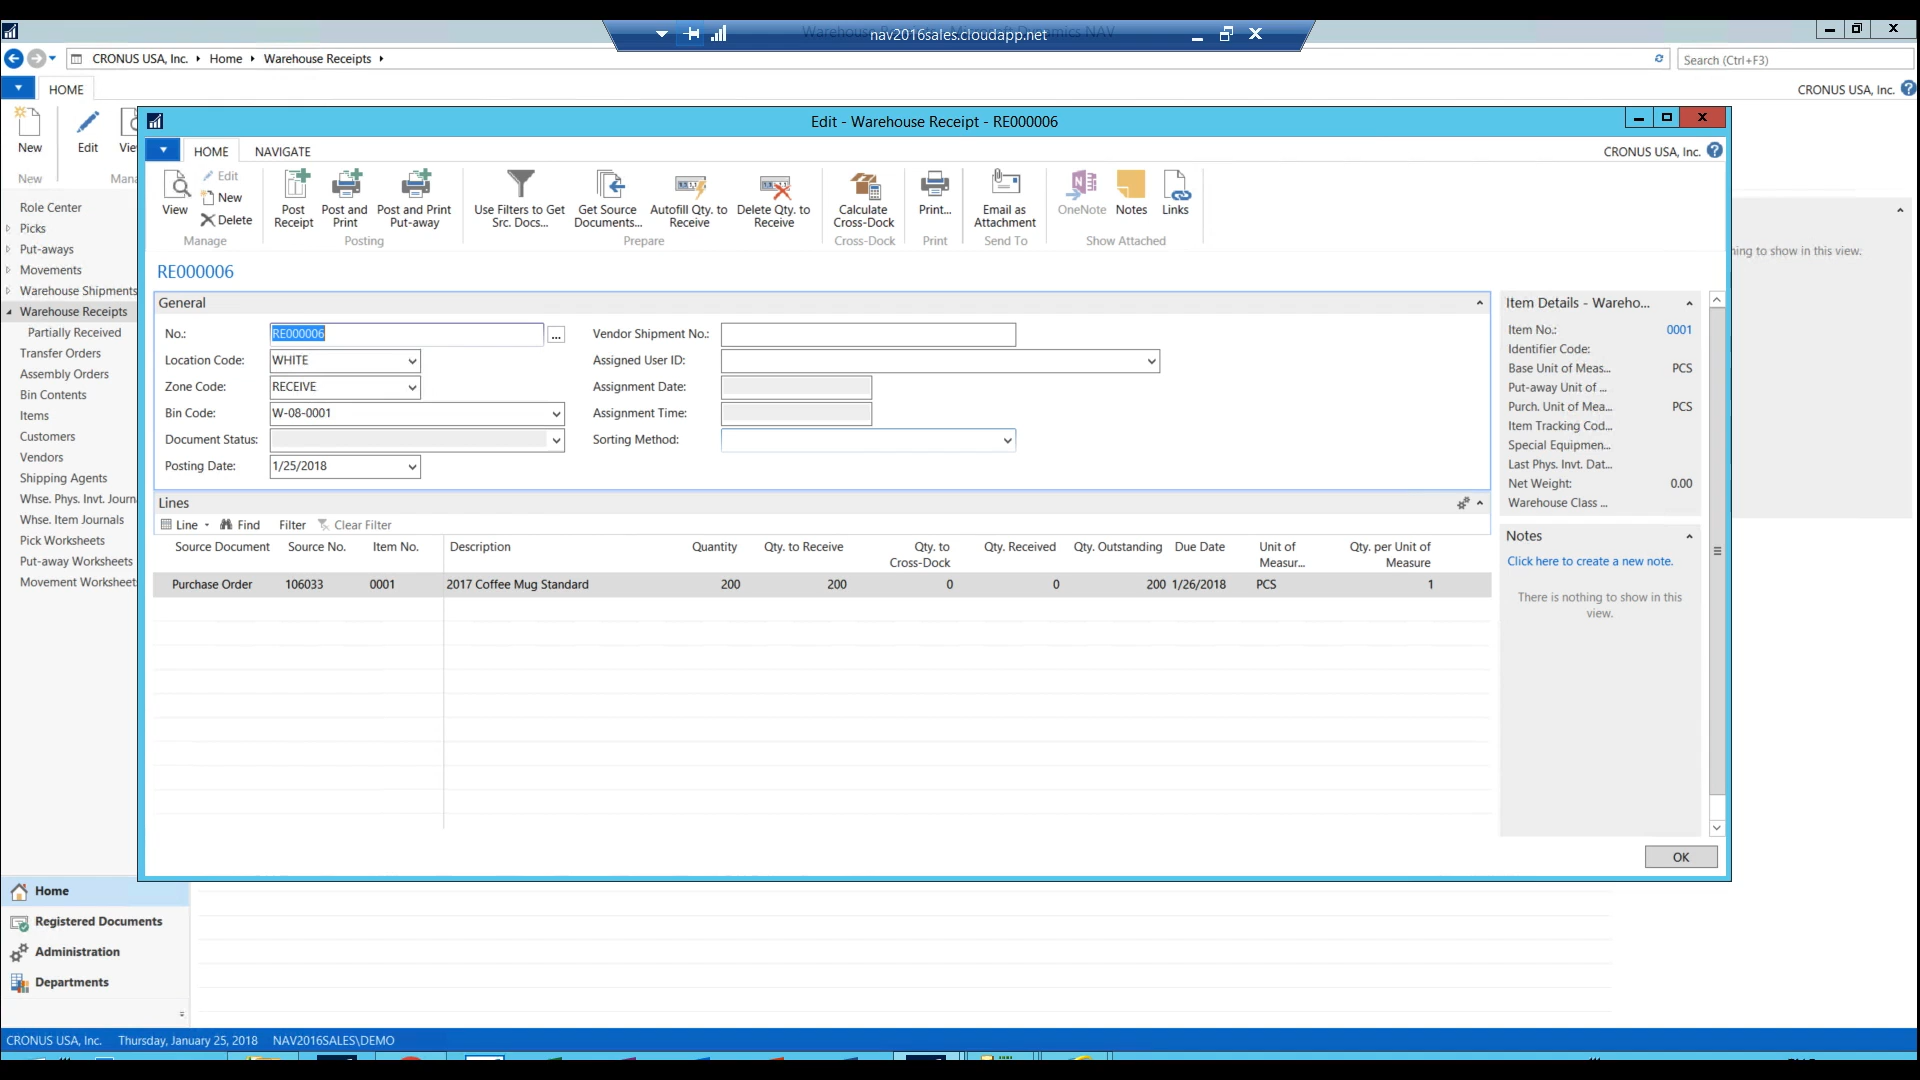 nav2016sales.cloudapp.net
CRONUS USA, Inc. Home Warehouse Receipts
Search (Ctrl+F3)
HOME
CRONUS USA, Inc.
New
Edit
New
Edit - Warehouse Receipt - RE000006
HOME NAVIGATE
CRONUS USA, Inc.
View
Edit
New
Delete
Manage
Post Receipt
Post and Print
Post and Print Put-away
Posting
Use Filters to Get Src. Docs...
Get Source Documents...
Autofill Qty. to Receive
Delete Qty. to Receive
Prepare
Calculate Cross-Dock
Cross-Dock
Print...
Print
Email as Attachment
Send To
OneNote
Notes
Links
Show Attached
Role Center
Picks
Put-aways
Movements
Warehouse Shipments
Warehouse Receipts
Partially Received
Transfer Orders
Assembly Orders
Bin Contents
Items
Customers
Vendors
Shipping Agents
Whse. Phys. Invt. Journ
Whse. Item Journals
Pick Worksheets
Put-away Worksheets
Movement Worksheet
Home
Registered Documents
Administration
Departments
RE000006
General
No.: RE000006 ...
Location Code: WHITE
Zone Code: RECEIVE
Bin Code: W-08-0001
Document Status:
Posting Date: 1/25/2018
Vendor Shipment No.:
Assigned User ID:
Assignment Date:
Assignment Time:
Sorting Method:
Lines
Line Find Filter Clear Filter
Source Document Source No. Item No. Description Quantity Qty. to Receive Qty. to Cross-Dock Qty. Received Qty. Outstanding Due Date Unit of Measur... Qty. per Unit of Measure
Purchase Order 106033 0001 2017 Coffee Mug Standard 200 200 0 0 200 1/26/2018 PCS 1
Item Details - Wareho...
Item No.: 0001
Identifier Code:
Base Unit of Meas... PCS
Put-away Unit of ...
Purch. Unit of Mea... PCS
Item Tracking Cod...
Special Equipmen...
Last Phys. Invt. Dat...
Net Weight: 0.00
Warehouse Class ...
Notes
Click here to create a new note.
There is nothing to show in this
view.
OK
ing to show in this view.
CRONUS USA, Inc. Thursday, January 25, 2018 NAV2016SALES\DEMO